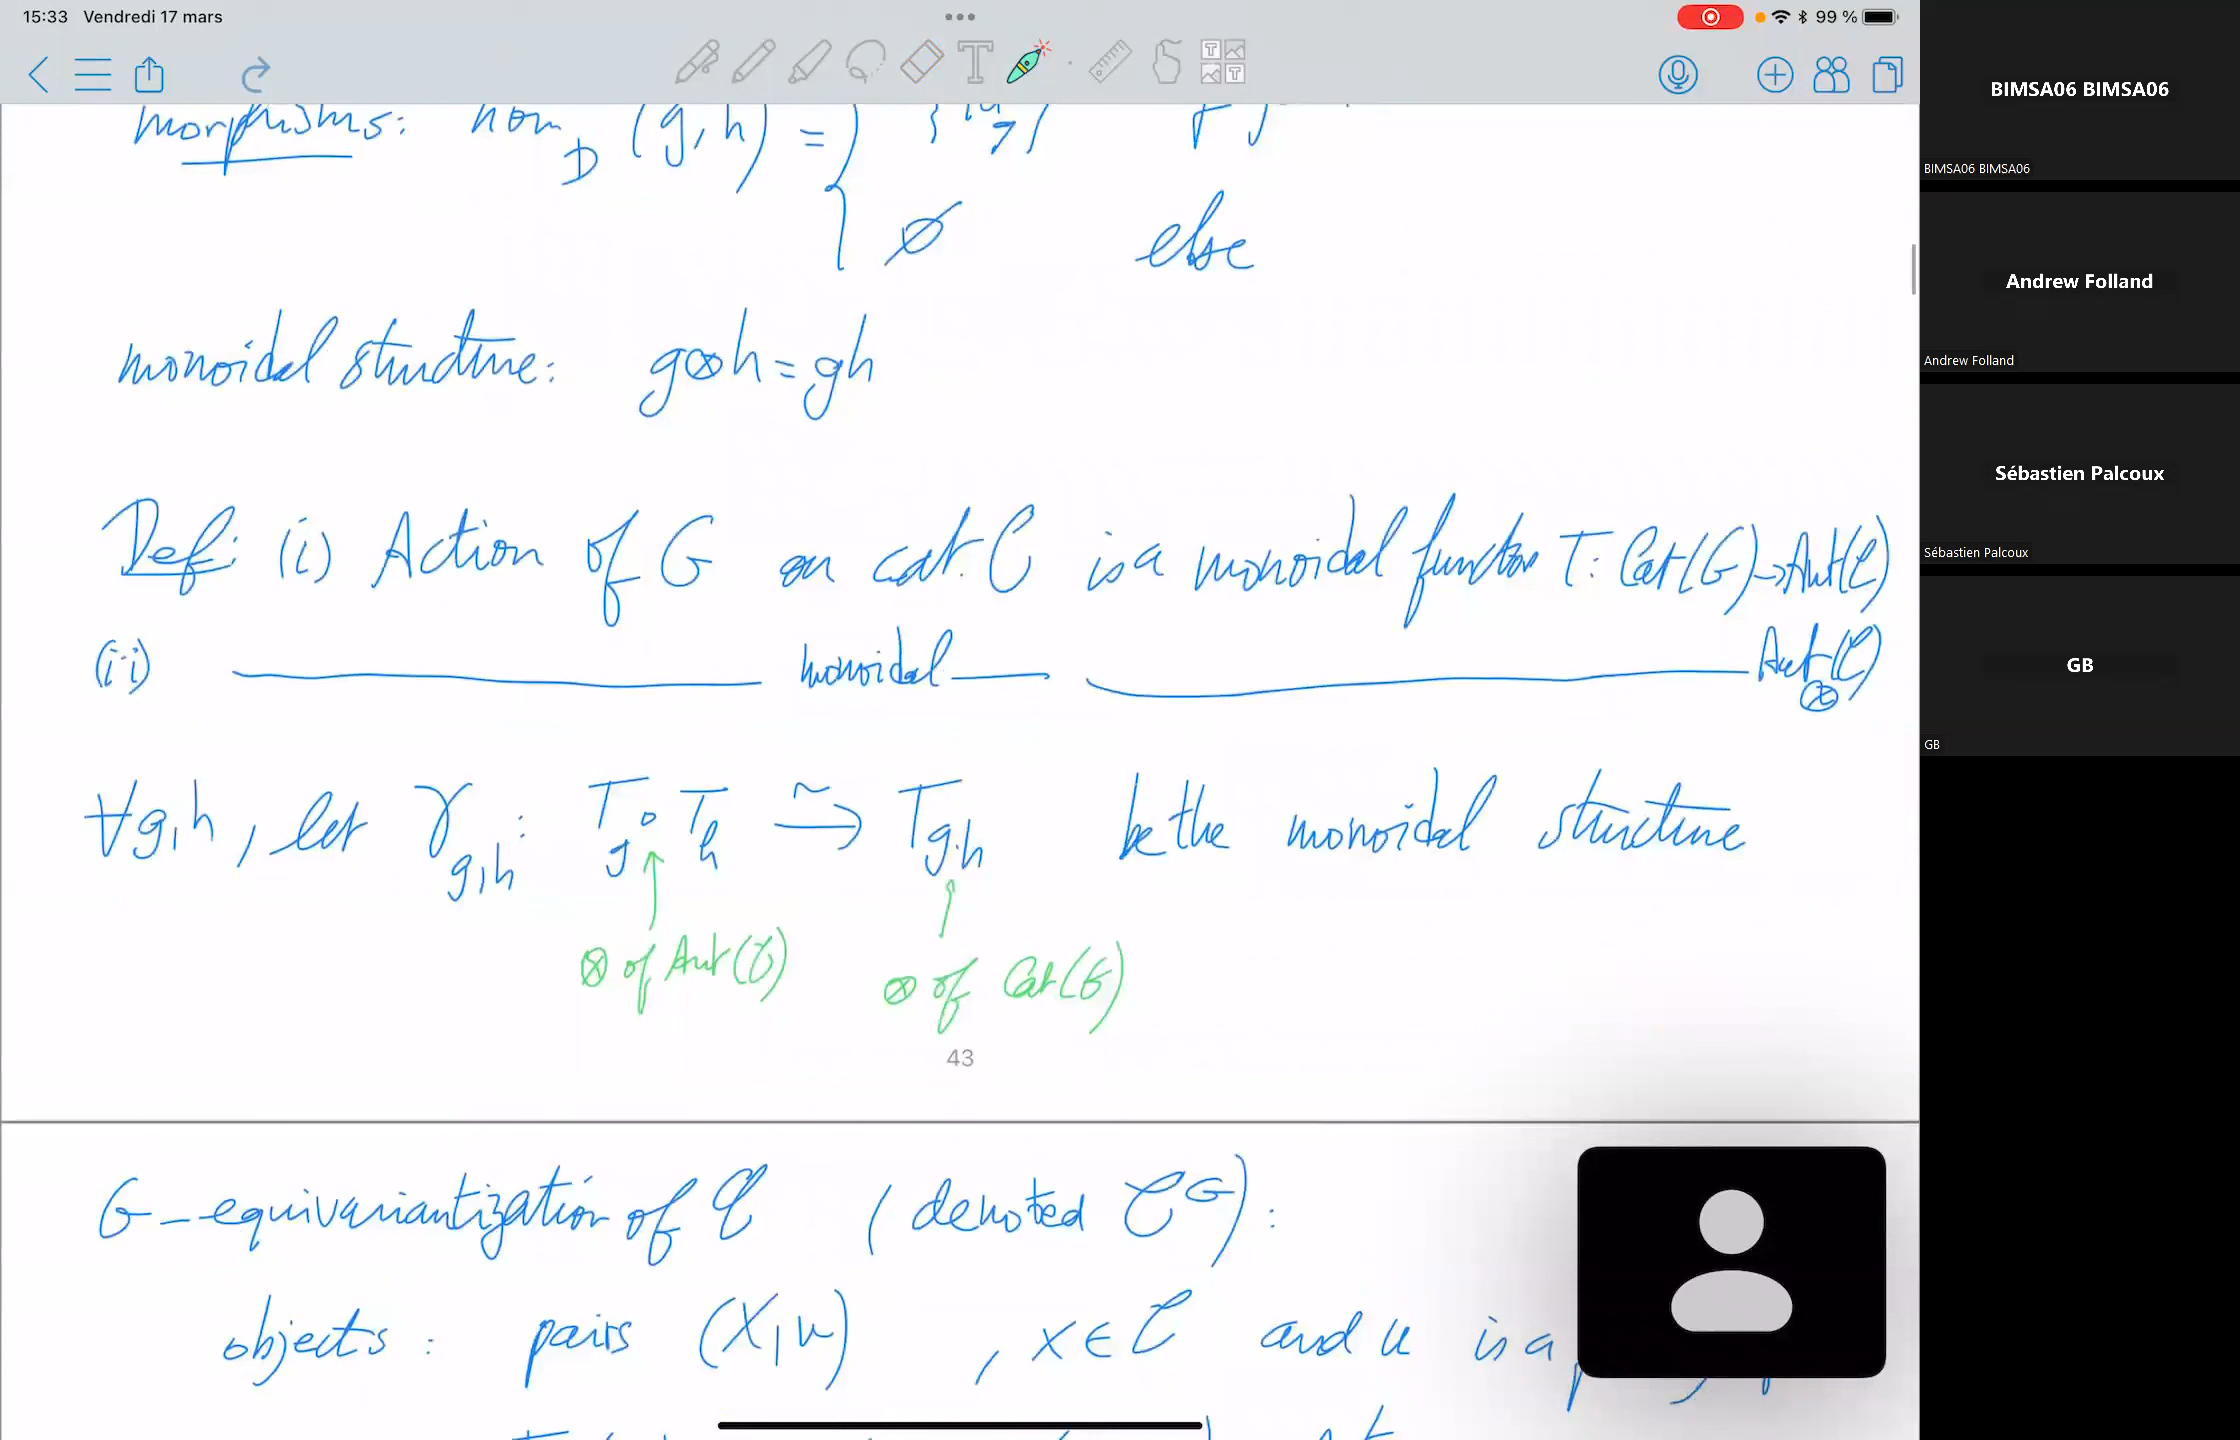 15:33 Vendredi 17 mars 99 %
morphisms: hom_D (g,h) = {
∅ else
monoidal structure: g⊗h = gh
Def: (i) Action of G on cat. C is a monoidal functor T: Cat(G)→Aut(C)
(ii) ——— monoidal ——— Aut_⊗(C)
∀g,h, let γ_{g,h}: T_g ∘ T_h ≃→ T_{g.h} be the monoidal structure
⊗ of Aut(C) ⊗ of Cat(G)
43
G-equivariantization of C (denoted C^G):
objects: pairs (X,u), X∈C and u is a
BIMSA06 BIMSA06
BIMSA06 BIMSA06
Andrew Folland
Andrew Folland
Sébastien Palcoux
Sébastien Palcoux
GB
GB